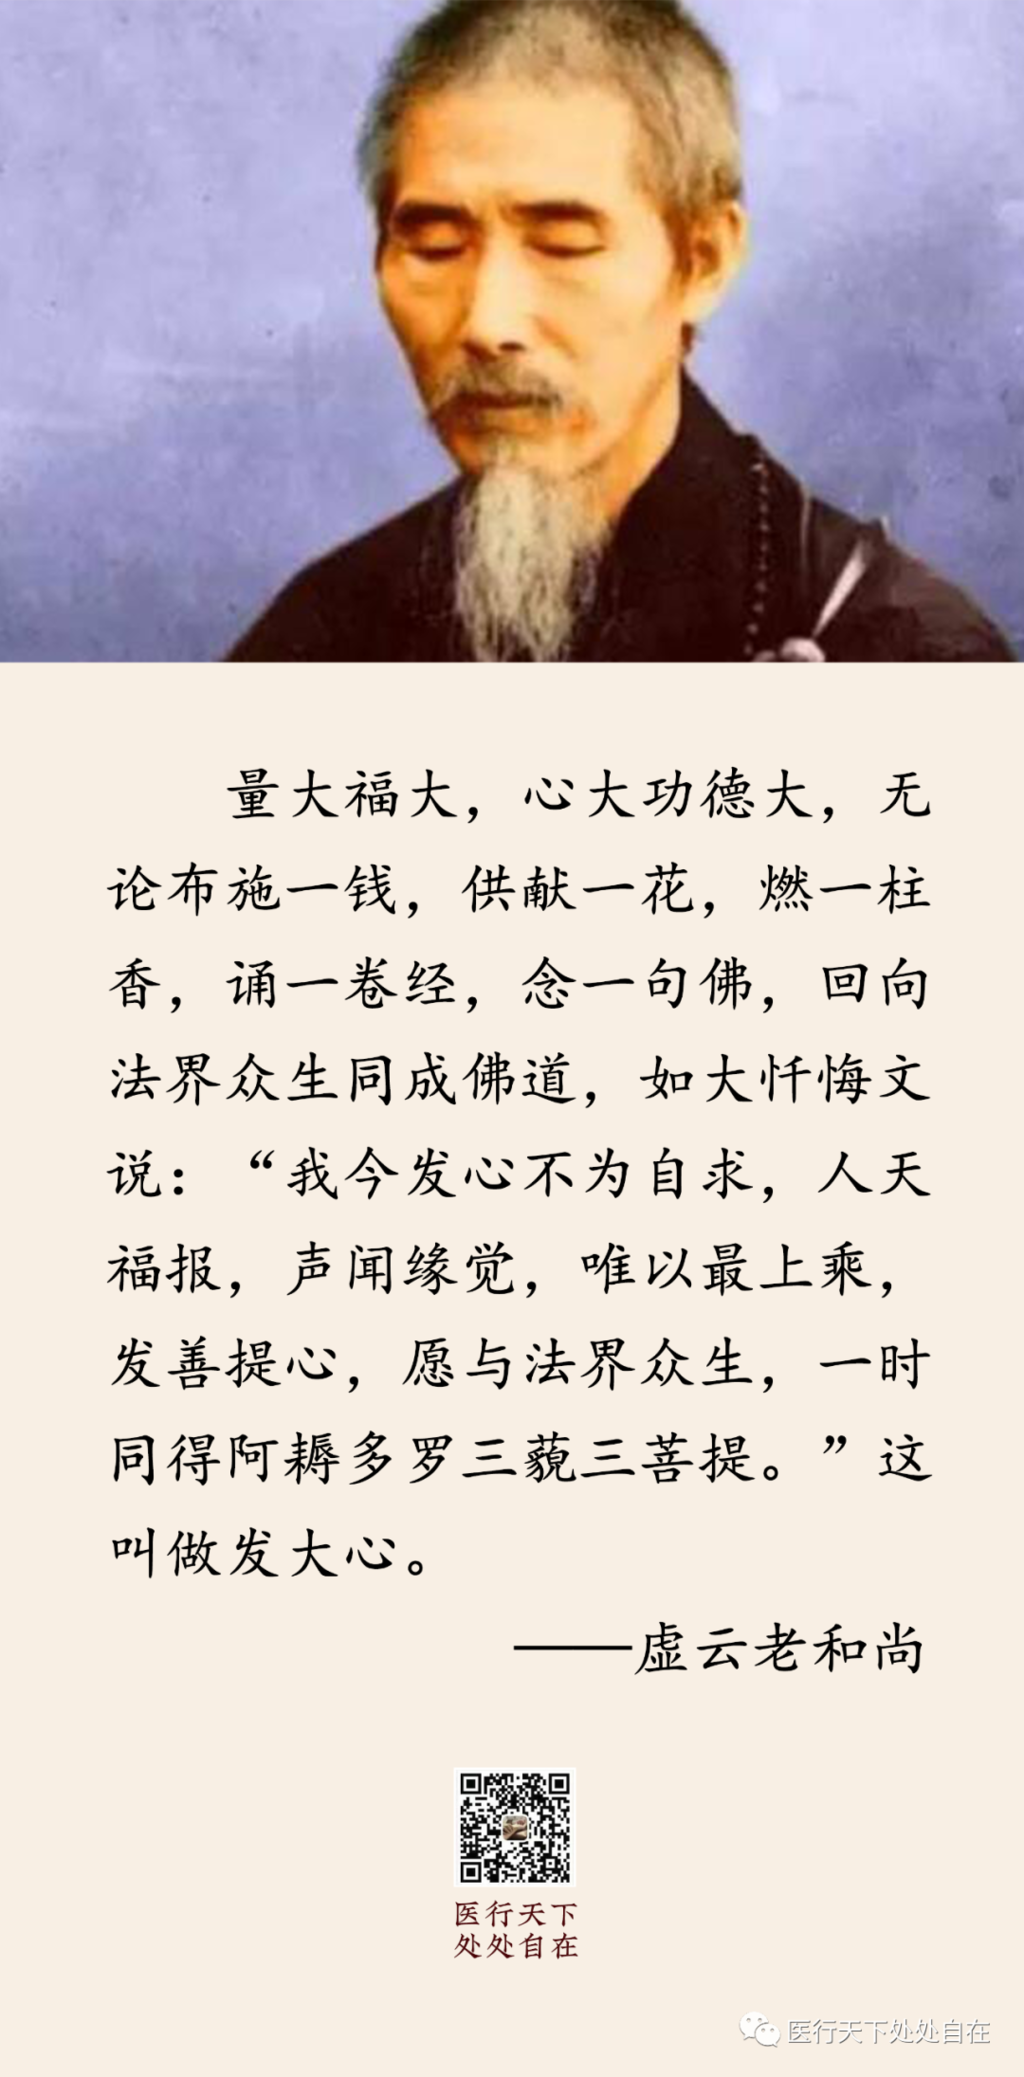 量大福大，心大功德大，无
论布施一钱，供献一花，燃一柱
香，诵一卷经，念一句佛，回向
法界众生同成佛道，如大忏悔文
说：“我今发心不为自求，人天
福报，声闻缘觉，唯以最上乘，
发善提心，愿与法界众生，一时
同得阿耨多罗三藐三菩提。”这
叫做发大心。
——虚云老和尚
医行天下
处处自在
医行天下处处自在